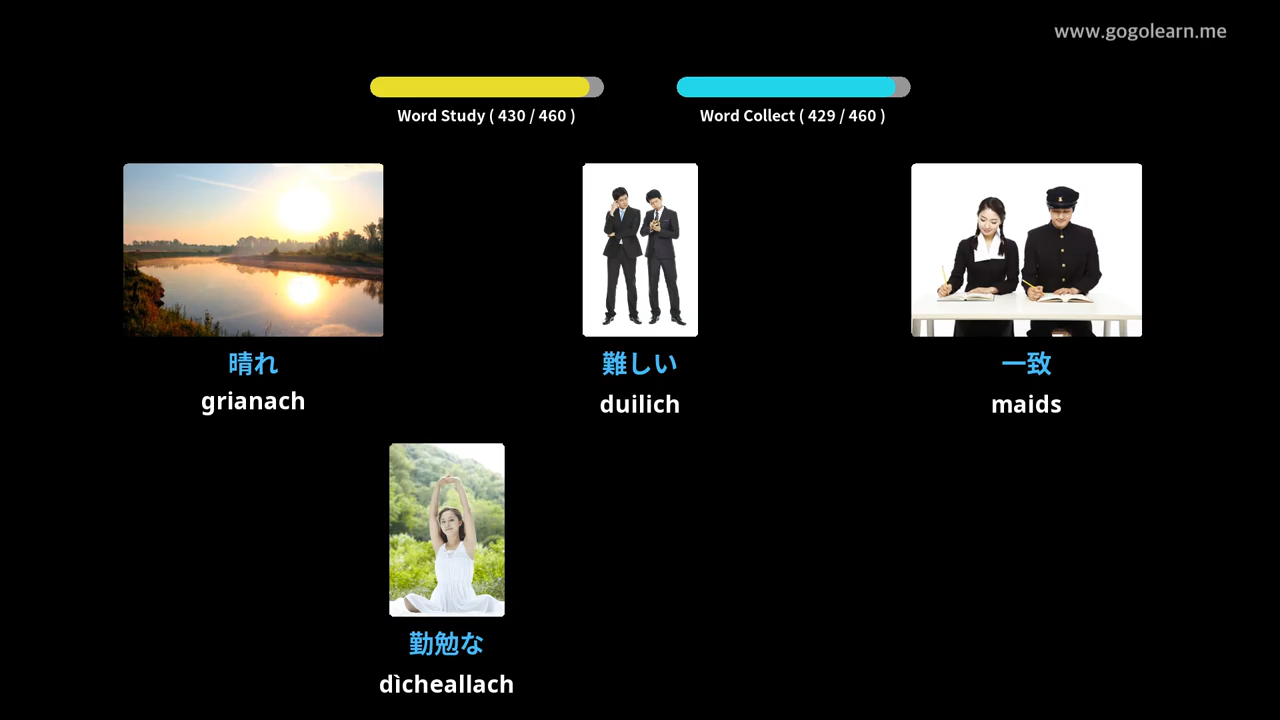 www.gogolearn.me
Word Study ( 430 / 460 )
Word Collect ( 429 / 460 )
晴れ
grianach
難しい
duilich
一致
maids
勤勉な
dìcheallach